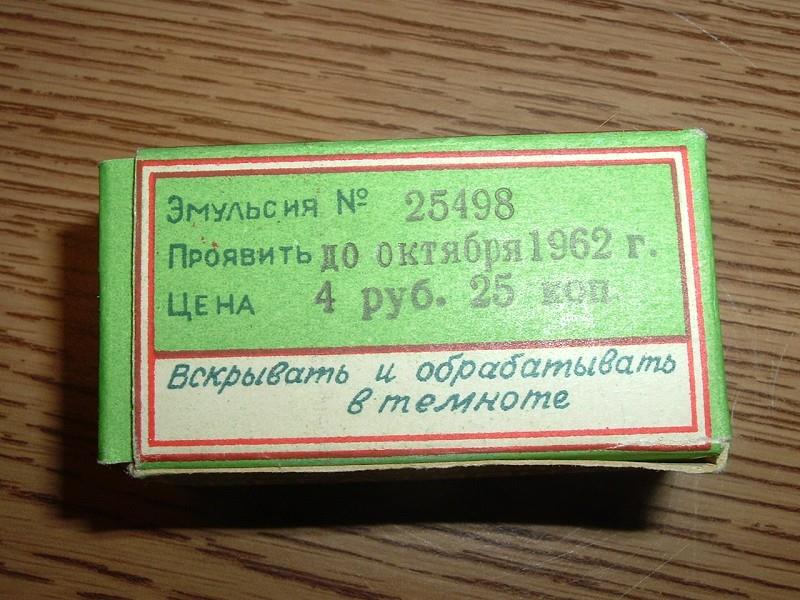 Эмульсия № 25498
Проявить до октября 1962 г.
Цена 4 руб. 25 коп.
Вскрывать и обрабатывать
в темноте